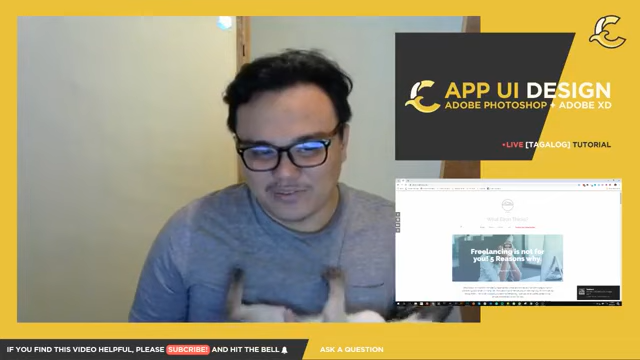 APP UI DESIGN
ADOBE PHOTOSHOP + ADOBE XD
•LIVE [TAGALOG] TUTORIAL
Freelancing is not for
you! 5 Reasons why.
IF YOU FIND THIS VIDEO HELPFUL, PLEASE SUBCRIBE! AND HIT THE BELL
ASK A QUESTION